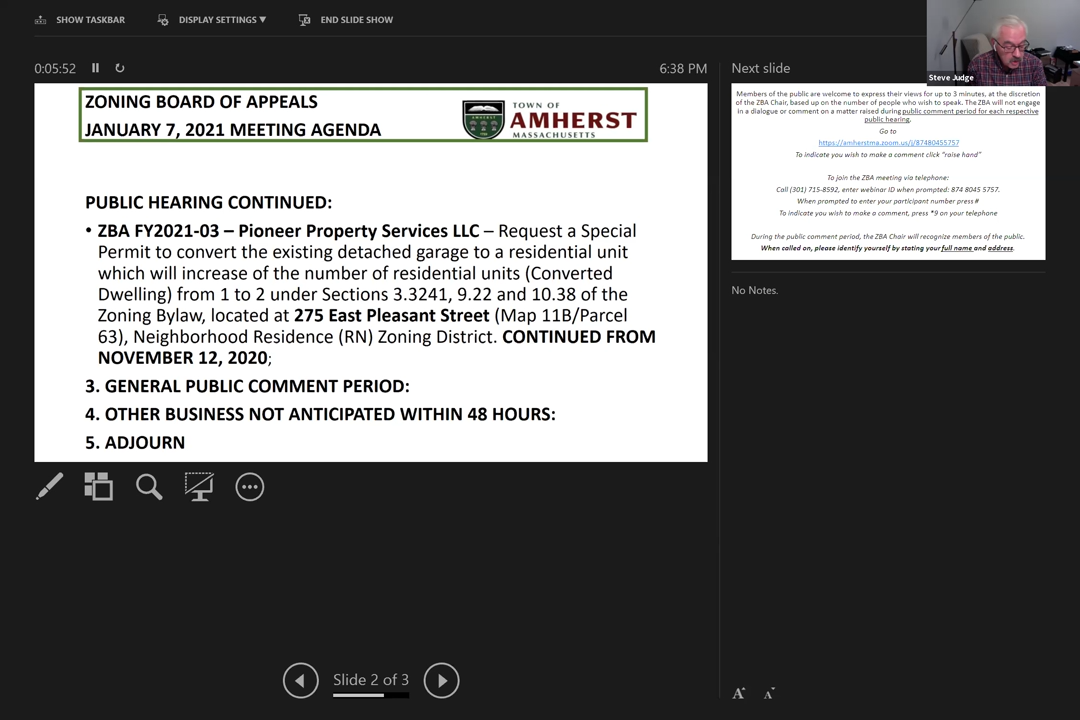 SHOW TASKBAR
DISPLAY SETTINGS ▼
END SLIDE SHOW
Steve Judge
0:05:52
6:38 PM
ZONING BOARD OF APPEALS
JANUARY 7, 2021 MEETING AGENDA
TOWN OF
AMHERST
MASSACHUSETTS
PUBLIC HEARING CONTINUED:
• ZBA FY2021-03 – Pioneer Property Services LLC – Request a Special
Permit to convert the existing detached garage to a residential unit
which will increase of the number of residential units (Converted
Dwelling) from 1 to 2 under Sections 3.3241, 9.22 and 10.38 of the
Zoning Bylaw, located at 275 East Pleasant Street (Map 11B/Parcel
63), Neighborhood Residence (RN) Zoning District. CONTINUED FROM
NOVEMBER 12, 2020;
3. GENERAL PUBLIC COMMENT PERIOD:
4. OTHER BUSINESS NOT ANTICIPATED WITHIN 48 HOURS:
5. ADJOURN
Slide 2 of 3
Next slide
Members of the public are welcome to express their views for up to 3 minutes, at the discretion
of the ZBA Chair, based up on the number of people who wish to speak. The ZBA will not engage
in a dialogue or comment on a matter raised during public comment period for each respective
public hearing.
Go to
https://amherstma.zoom.us/j/87480455757
To indicate you wish to make a comment click "raise hand"
To join the ZBA meeting via telephone:
Call (301) 715-8592, enter webinar ID when prompted: 874 8045 5757.
When prompted to enter your participant number press #
To indicate you wish to make a comment, press *9 on your telephone
During the public comment period, the ZBA Chair will recognize members of the public.
When called on, please identify yourself by stating your full name and address.
No Notes.
A A